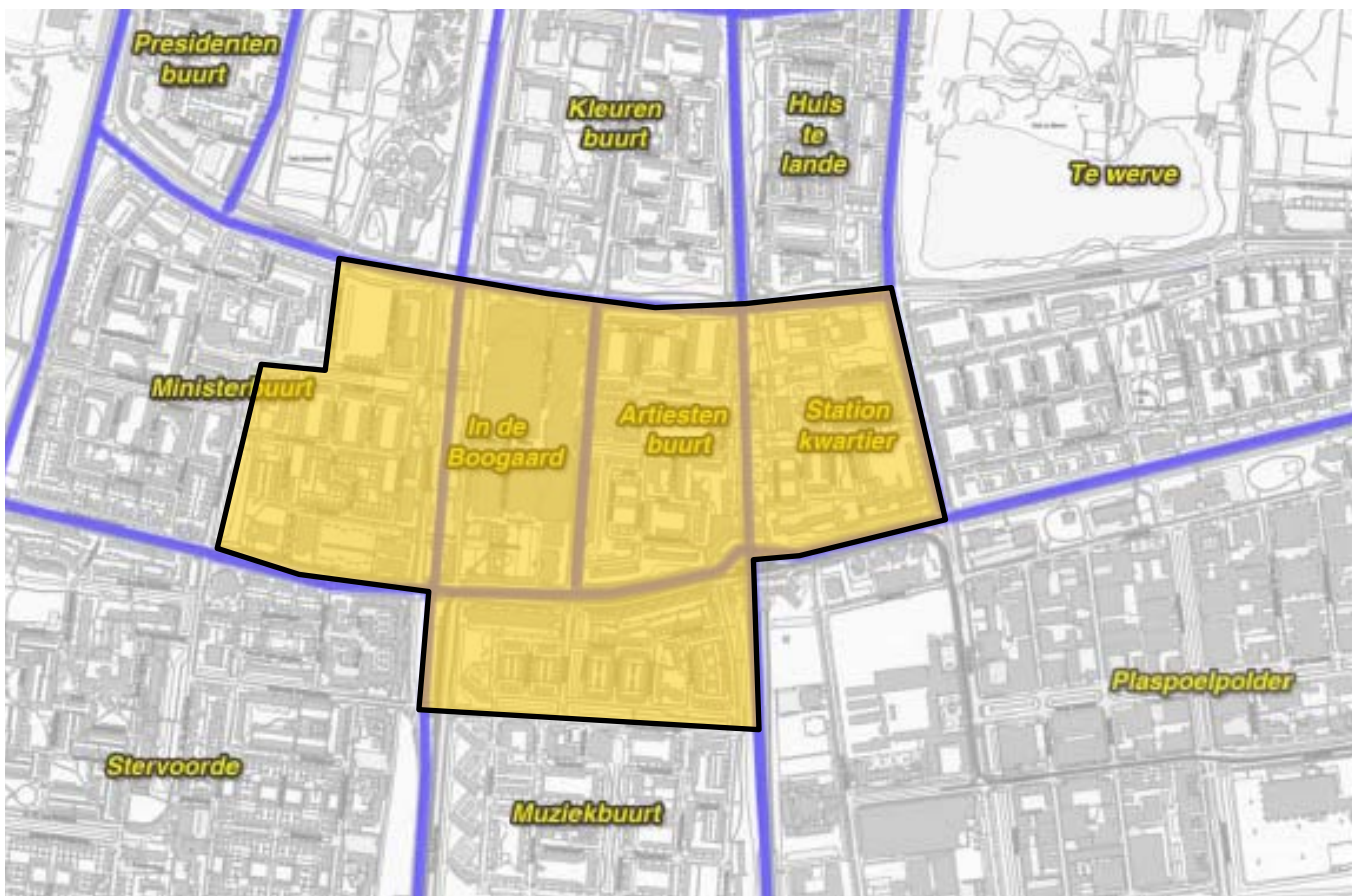 Presidenten
buurt
Kleuren
buurt
Huis
te
lande
Te werve
Ministerbuurt
In de
Boogaard
Artiesten
buurt
Station
kwartier
Plaspoelpolder
Stervoorde
Muziekbuurt